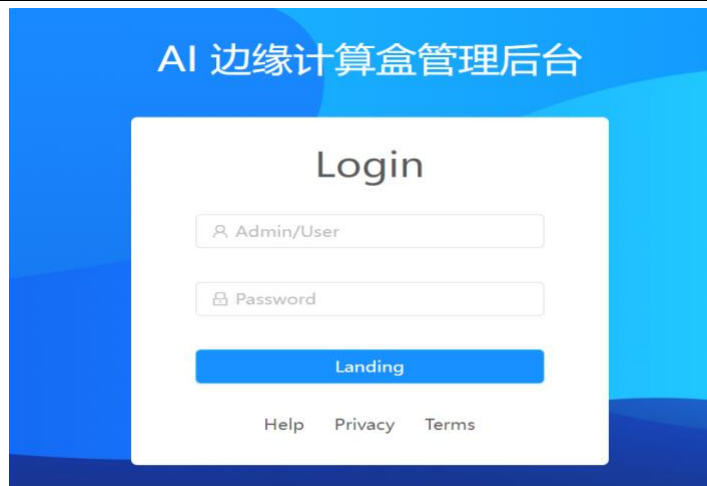 AI 边缘计算盒管理后台
Login
Admin/User
Password
Landing
Help Privacy Terms